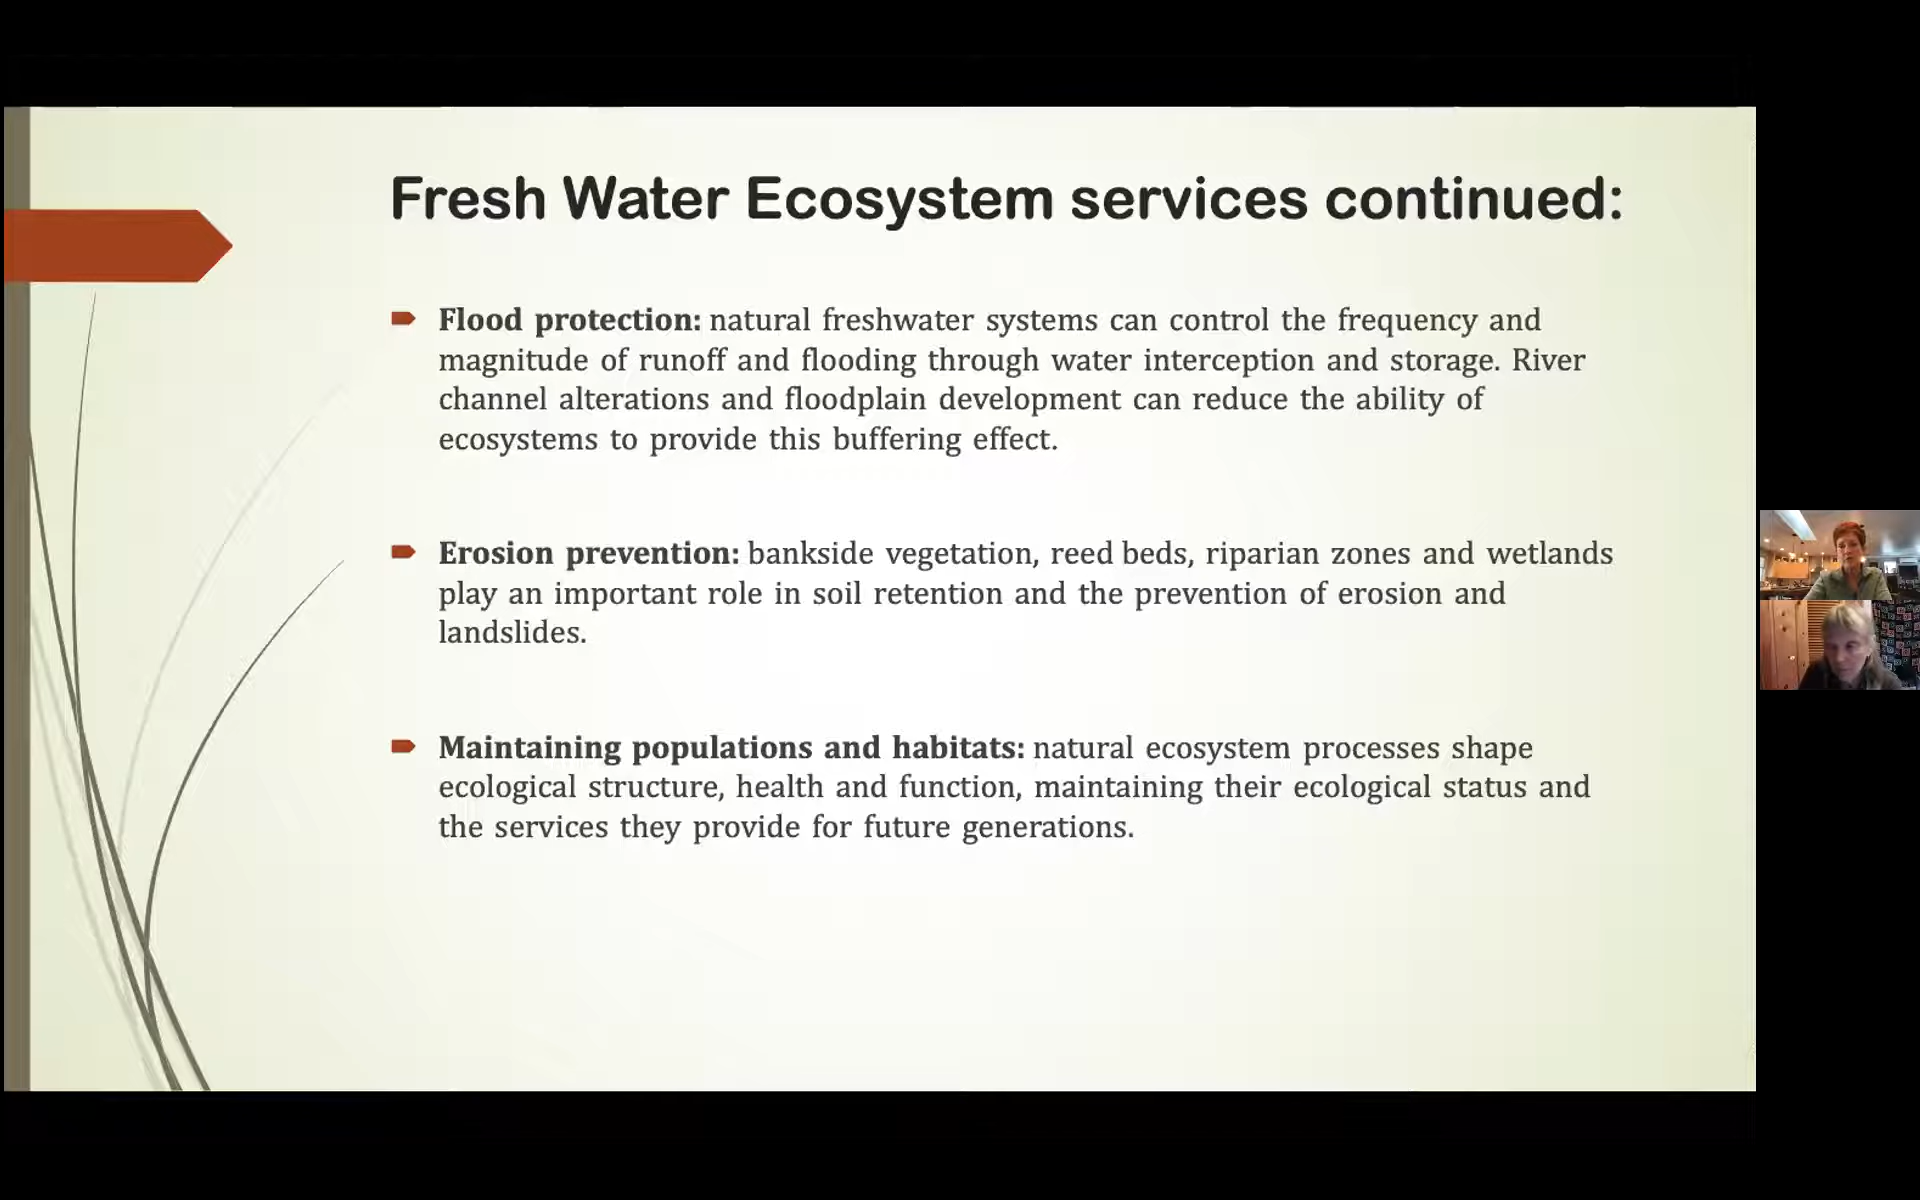 Fresh Water Ecosystem services continued:
Flood protection: natural freshwater systems can control the frequency and
magnitude of runoff and flooding through water interception and storage. River
channel alterations and floodplain development can reduce the ability of
ecosystems to provide this buffering effect.
Erosion prevention: bankside vegetation, reed beds, riparian zones and wetlands
play an important role in soil retention and the prevention of erosion and
landslides.
Maintaining populations and habitats: natural ecosystem processes shape
ecological structure, health and function, maintaining their ecological status and
the services they provide for future generations.